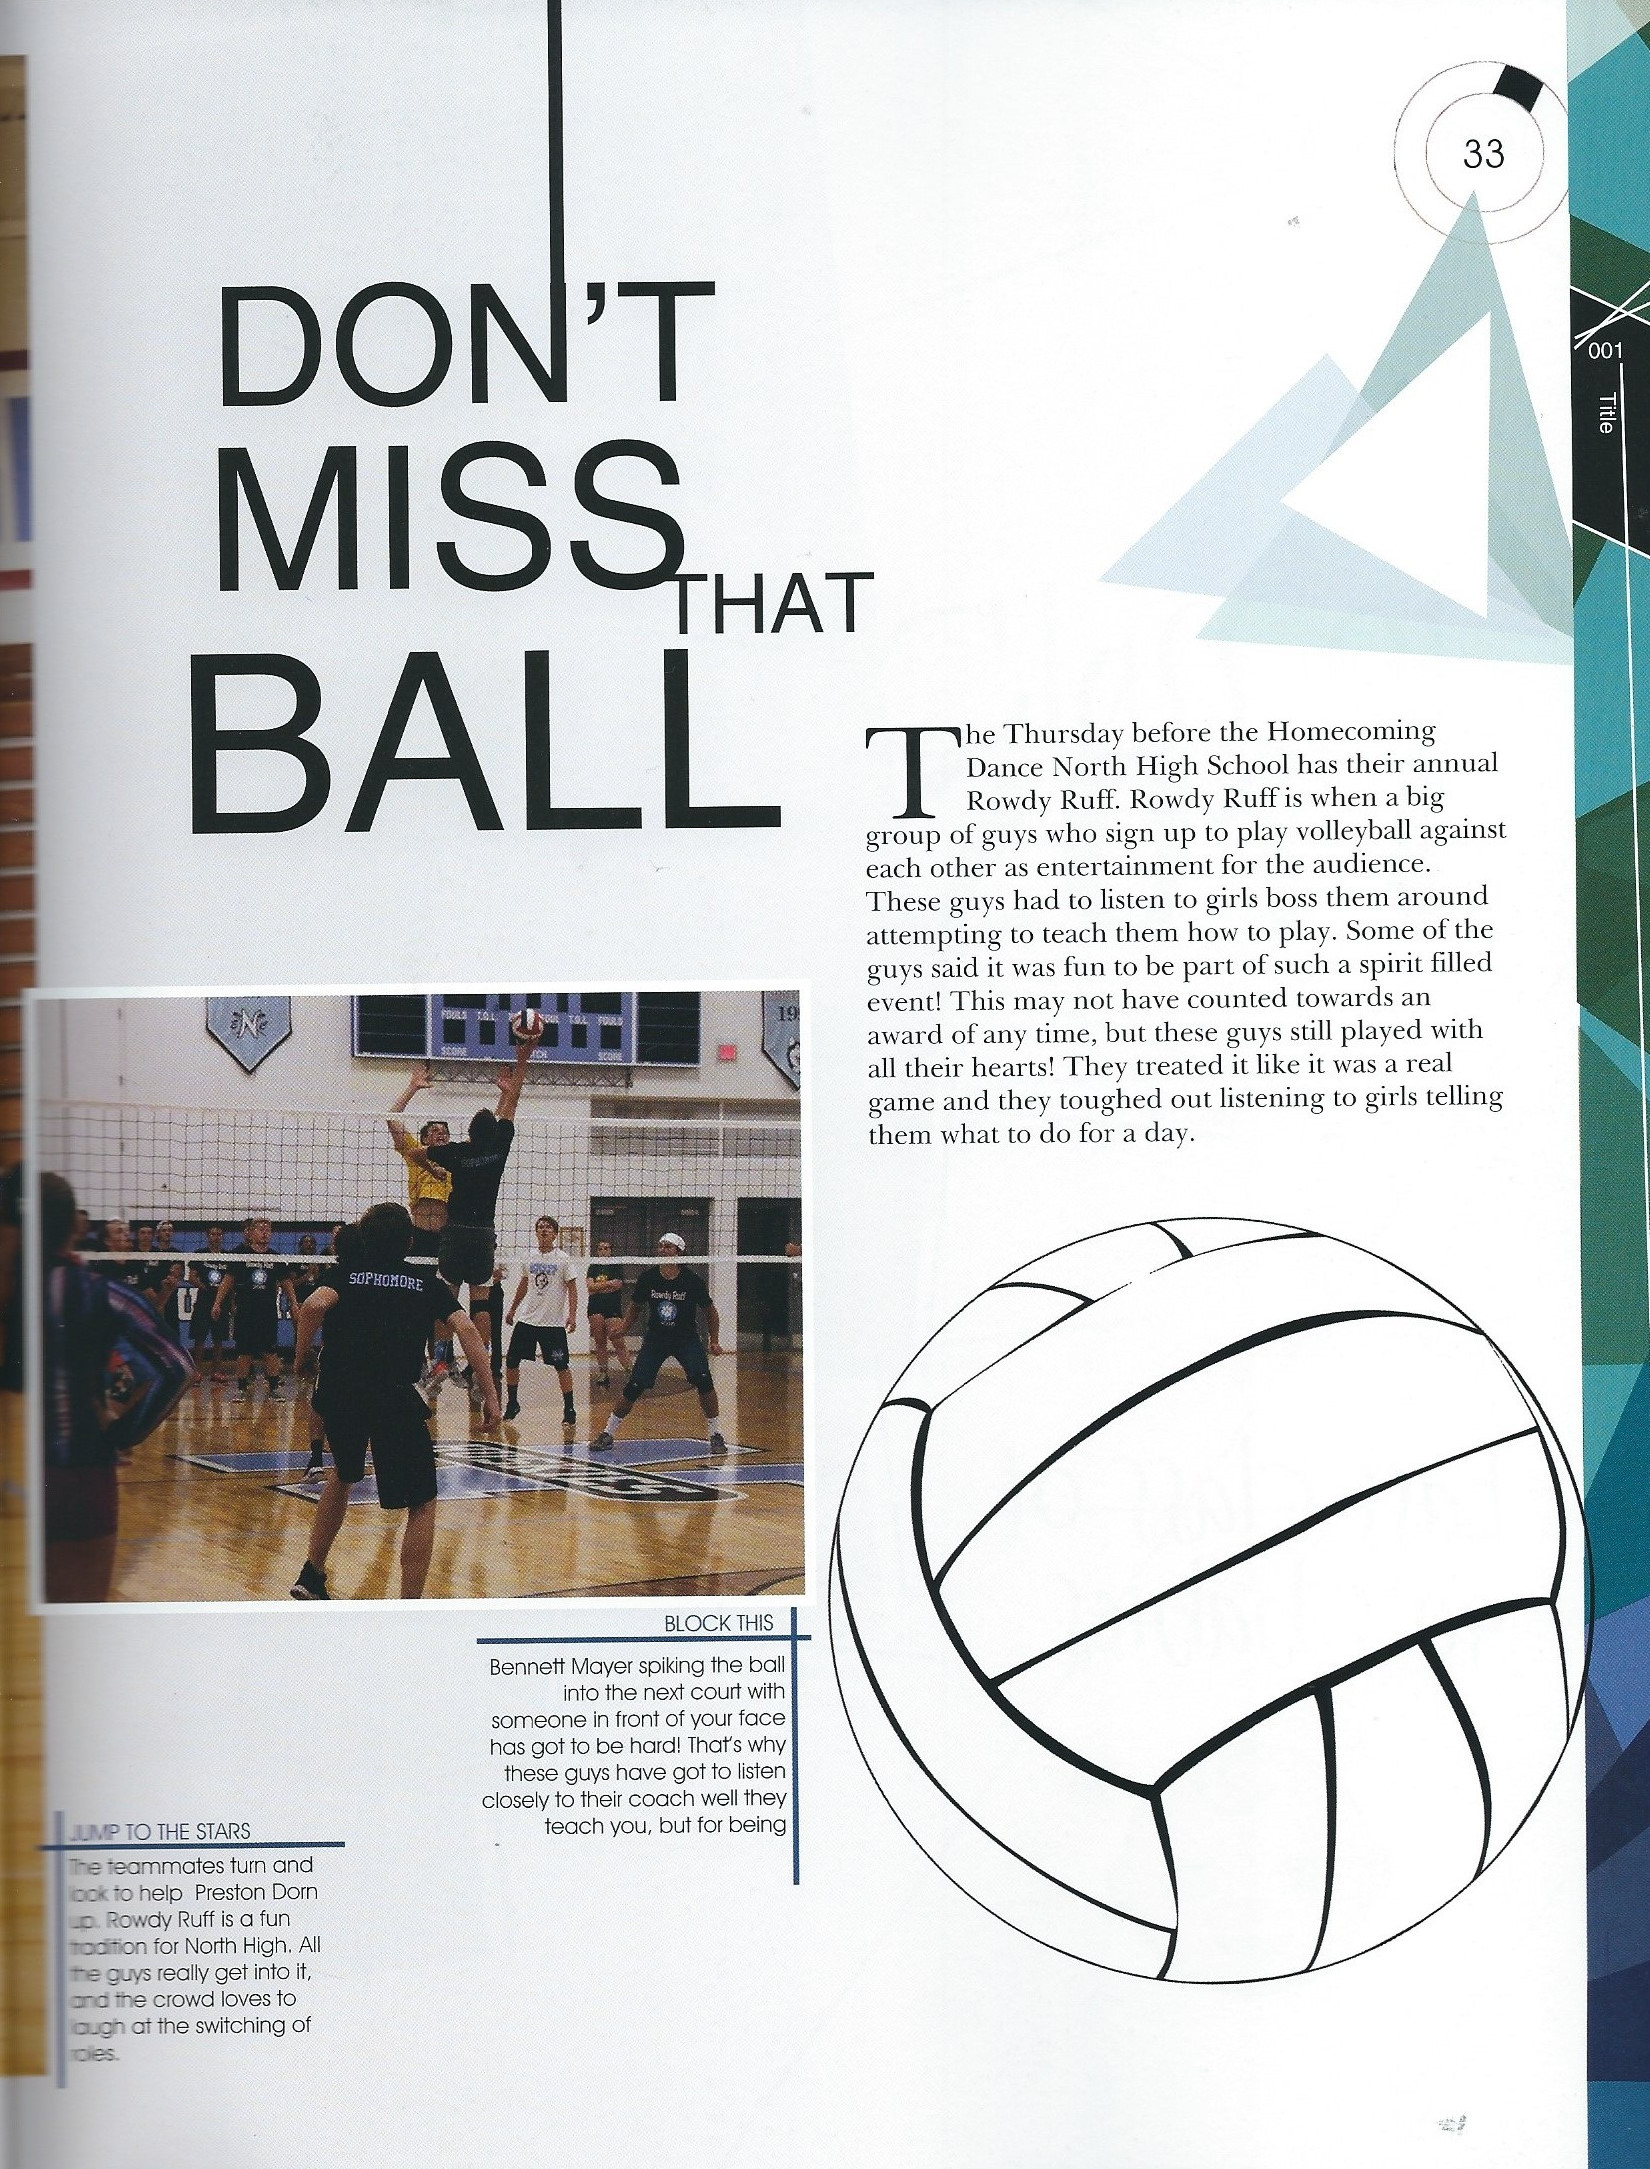 33
001
Title
DON'T
MISS
THAT
BALL
The Thursday before the Homecoming
Dance North High School has their annual
Rowdy Ruff. Rowdy Ruff is when a big
group of guys who sign up to play volleyball against
each other as entertainment for the audience.
These guys had to listen to girls boss them around
attempting to teach them how to play. Some of the
guys said it was fun to be part of such a spirit filled
event! This may not have counted towards an
award of any time, but these guys still played with
all their hearts! They treated it like it was a real
game and they toughed out listening to girls telling
them what to do for a day.
N
19
FOULS T.O.L T.O.L FOULS
SCORE SCORE
SOPHOMORE
Rowdy Ruff
Rowdy Ruff
BLOCK THIS
Bennett Mayer spiking the ball
into the next court with
someone in front of your face
has got to be hard! That's why
these guys have got to listen
closely to their coach well they
teach you, but for being
JUMP TO THE STARS
The teammates turn and
look to help Preston Dorn
up. Rowdy Ruff is a fun
tradition for North High. All
the guys really get into it,
and the crowd loves to
laugh at the switching of
roles.